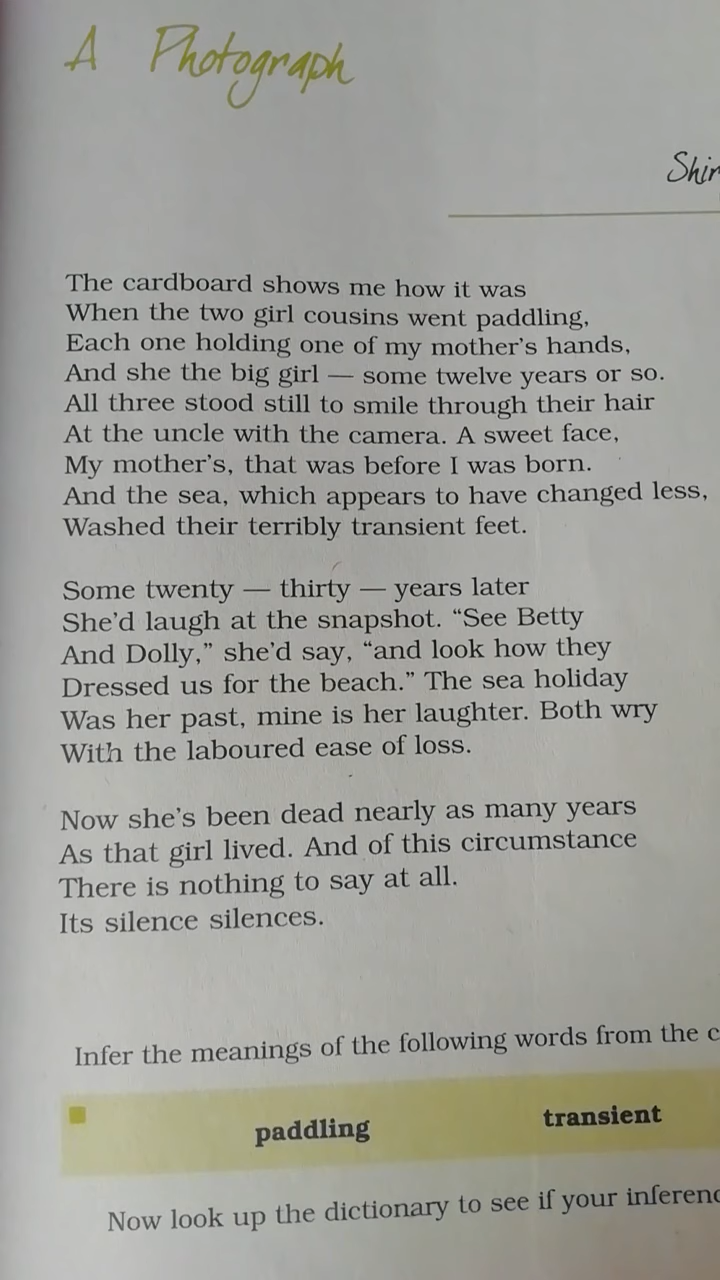 A Photograph
The cardboard shows me how it was
When the two girl cousins went paddling,
Each one holding one of my mother's hands,
And she the big girl — some twelve years or so.
All three stood still to smile through their hair
At the uncle with the camera. A sweet face,
My mother's, that was before I was born.
And the sea, which appears to have changed less,
Washed their terribly transient feet.
Some twenty — thirty — years later
She'd laugh at the snapshot. “See Betty
And Dolly,” she'd say, “and look how they
Dressed us for the beach.” The sea holiday
Was her past, mine is her laughter. Both wry
With the laboured ease of loss.
Now she's been dead nearly as many years
As that girl lived. And of this circumstance
There is nothing to say at all.
Its silence silences.
Infer the meanings of the following words from the
paddling transient
Now look up the dictionary to see if your